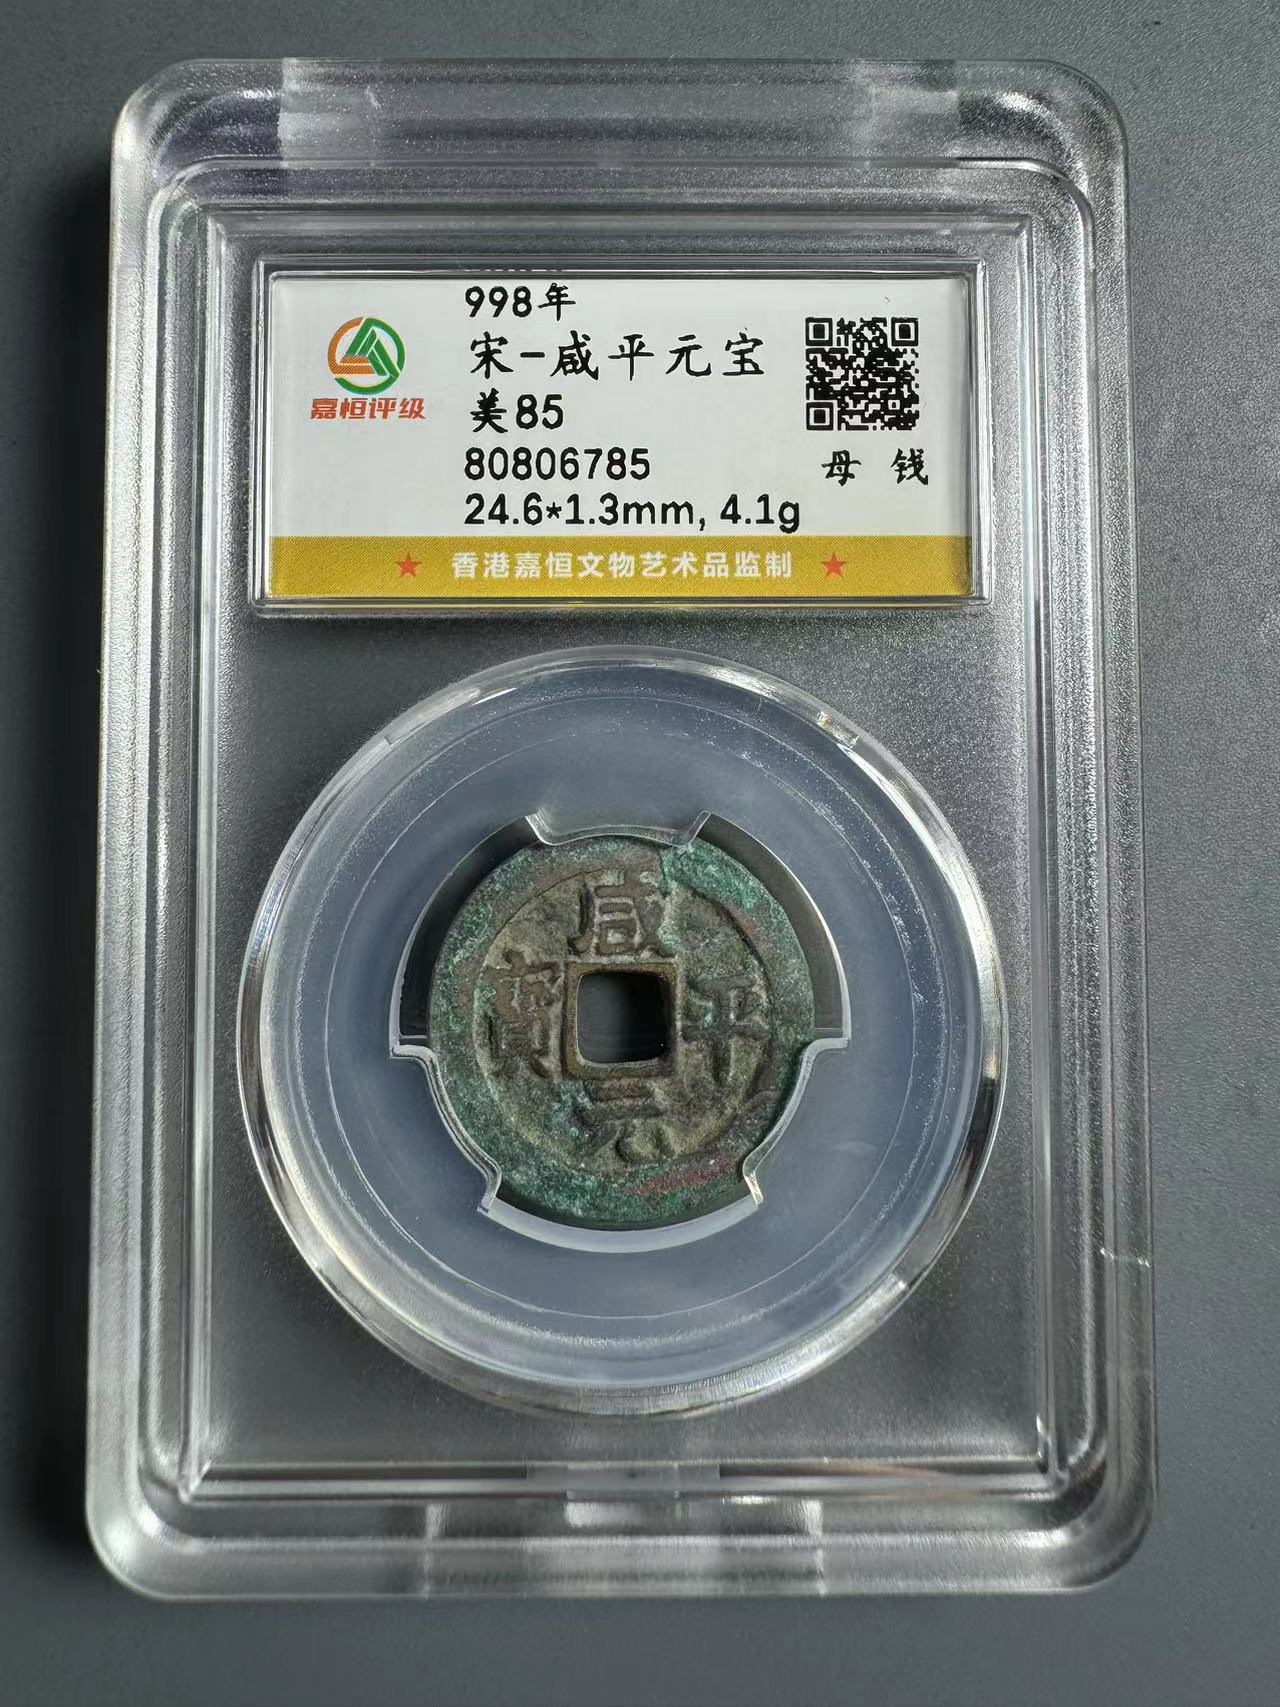 998年
宋-咸平元宝
嘉恒评级
美85
80806785
母 钱
24.6*1.3mm, 4.1g
★ 香港嘉恒文物艺术品监制 ★
咸平元寳